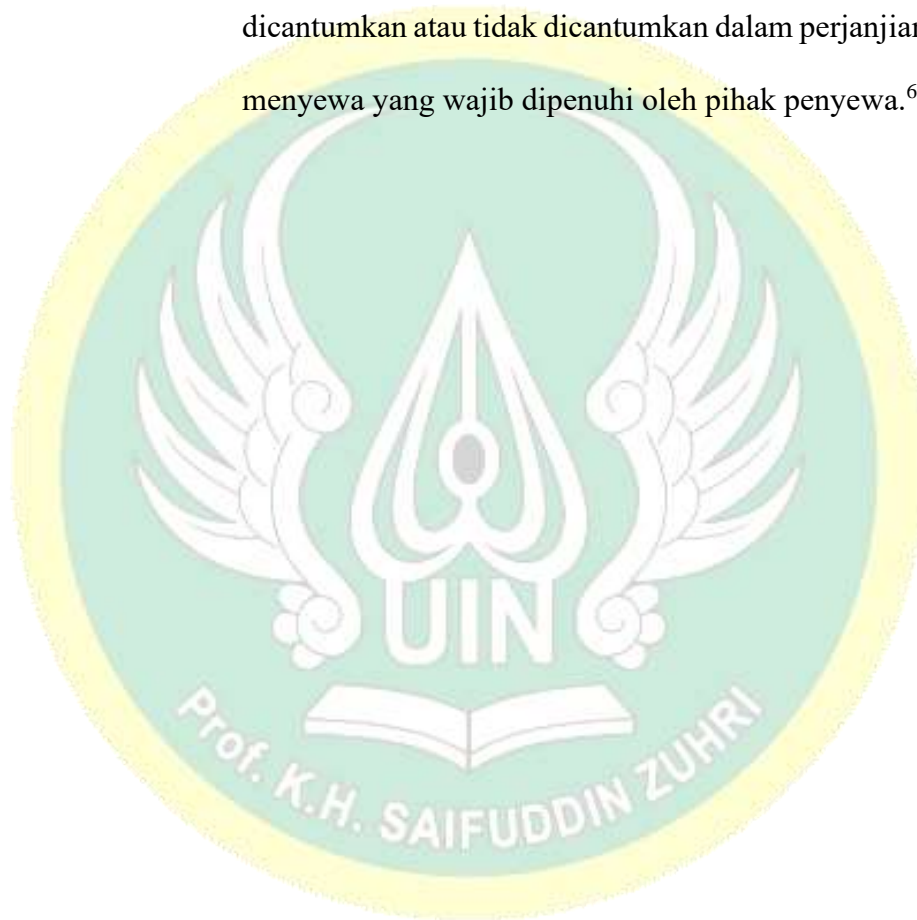 dicantumkan atau tidak dicantumkan dalam perjanjian
menyewa yang wajib dipenuhi oleh pihak penyewa.⁶
UIN
Prof. K.H. SAIFUDDIN ZUHRI